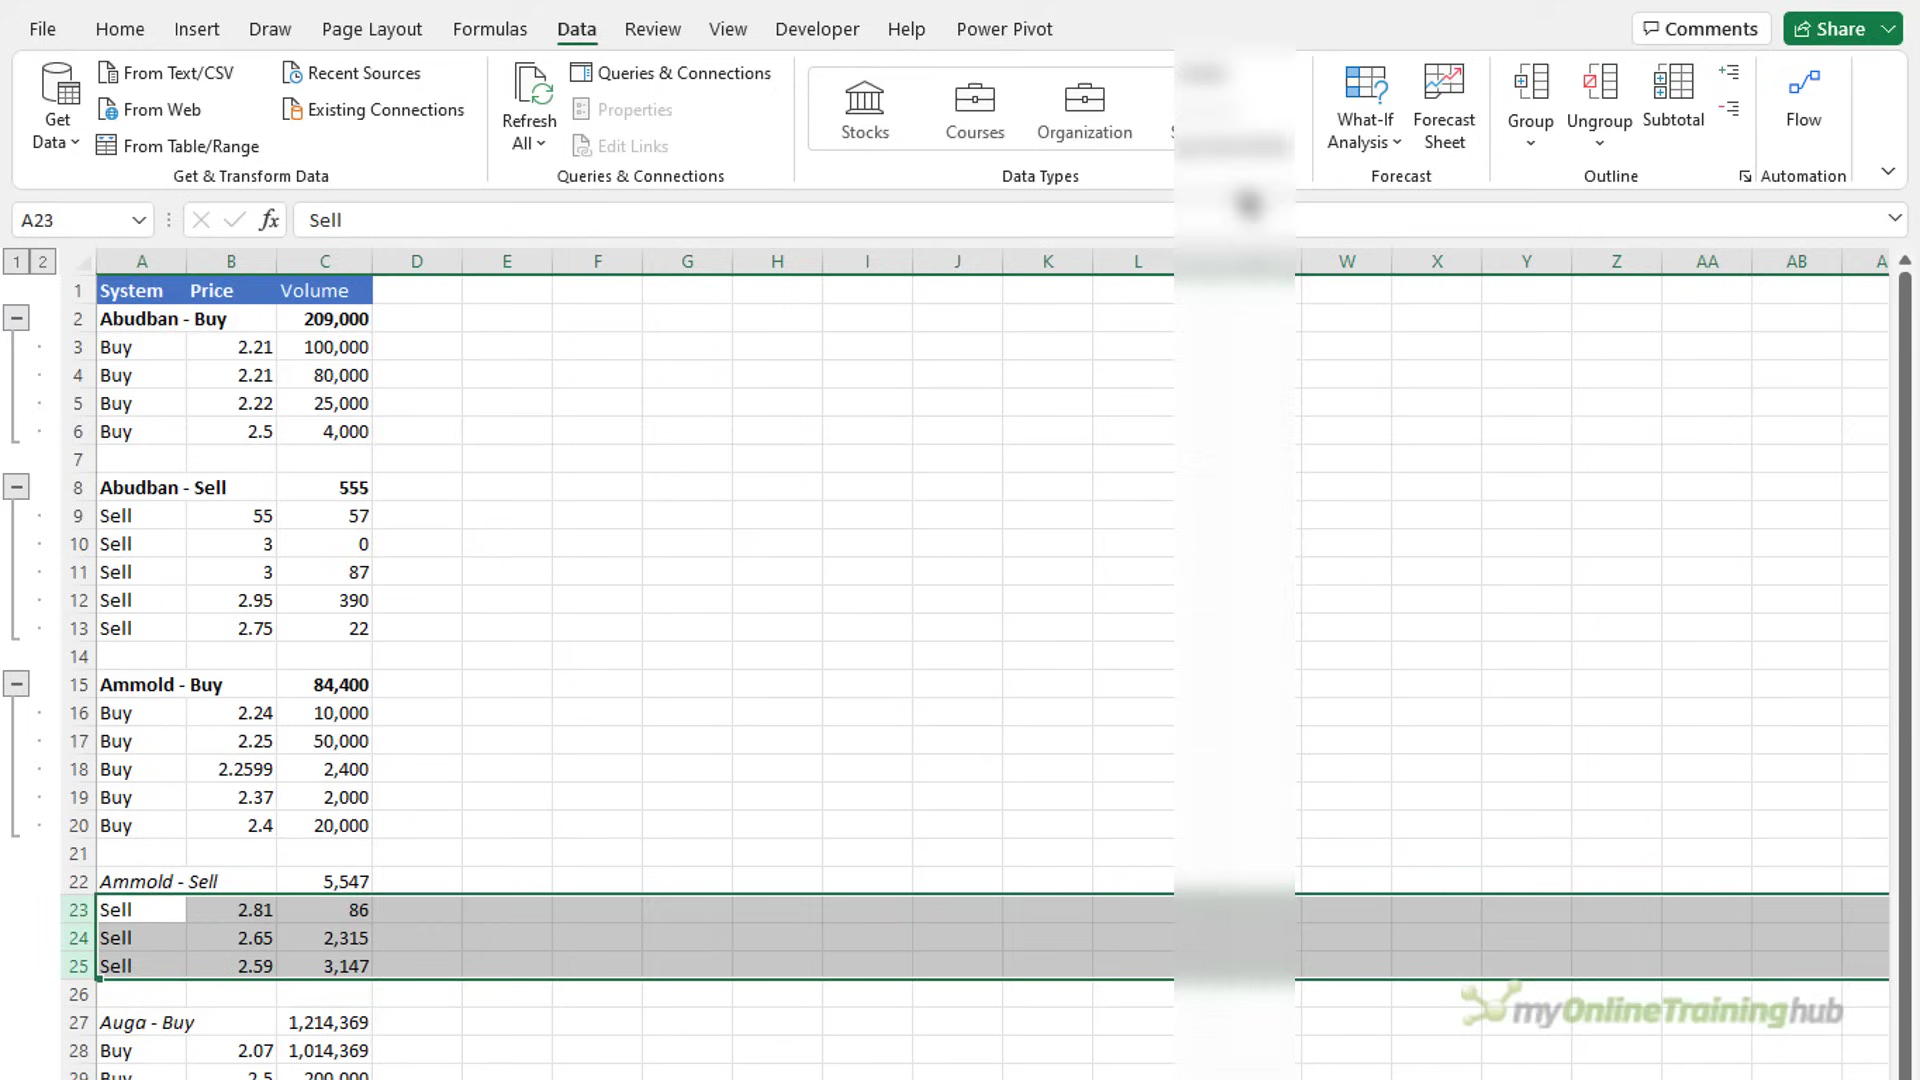 File Home Insert Draw Page Layout Formulas Data Review View Developer Help Power Pivot Comments Share
Get Data
From Text/CSV
From Web
From Table/Range
Recent Sources
Existing Connections
Get & Transform Data
Refresh All
Queries & Connections
Properties
Edit Links
Queries & Connections
Stocks Courses Organization
Data Types
What-If Analysis
Forecast Sheet
Forecast
Group Ungroup Subtotal
Outline
Flow
Automation
A23 fx Sell
1 2 A B C D E F G H I J K L W X Y Z AA AB
1 System Price Volume
2 Abudban - Buy 209,000
3 Buy 2.21 100,000
4 Buy 2.21 80,000
5 Buy 2.22 25,000
6 Buy 2.5 4,000
7
8 Abudban - Sell 555
9 Sell 55 57
10 Sell 3 0
11 Sell 3 87
12 Sell 2.95 390
13 Sell 2.75 22
14
15 Ammold - Buy 84,400
16 Buy 2.24 10,000
17 Buy 2.25 50,000
18 Buy 2.2599 2,400
19 Buy 2.37 2,000
20 Buy 2.4 20,000
21
22 Ammold - Sell 5,547
23 Sell 2.81 86
24 Sell 2.65 2,315
25 Sell 2.59 3,147
26
27 Auga - Buy 1,214,369
28 Buy 2.07 1,014,369
29 Buy 2.5 200,000
myOnlineTraininghub